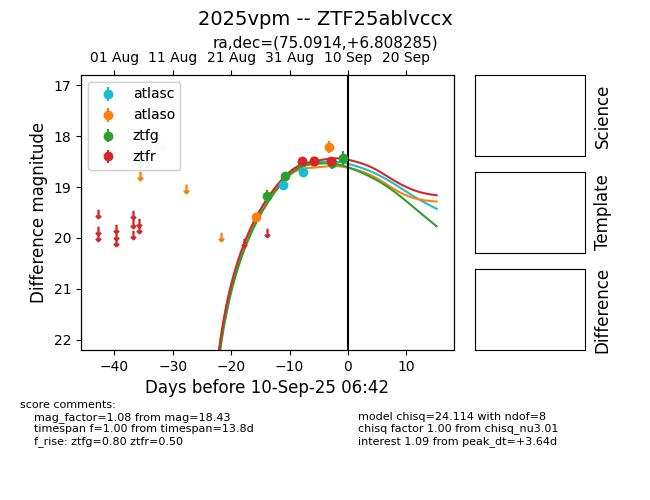 2025vpm -- ZTF25ablvccx
ra,dec=(75.0914,+6.808285)
01 Aug 11 Aug 21 Aug 31 Aug 10 Sep 20 Sep
17
18
19
20
21
22
Difference magnitude
atlasc
atlaso
ztfg
ztfr
−40 −30 −20 −10 0 10
Days before 10-Sep-25 06:42
Science
Template
Difference
score comments:
mag_factor=1.08 from mag=18.43
timespan f=1.00 from timespan=13.8d
f_rise: ztfg=0.80 ztfr=0.50
model chisq=24.114 with ndof=8
chisq factor 1.00 from chisq_nu3.01
interest 1.09 from peak_dt=+3.64d